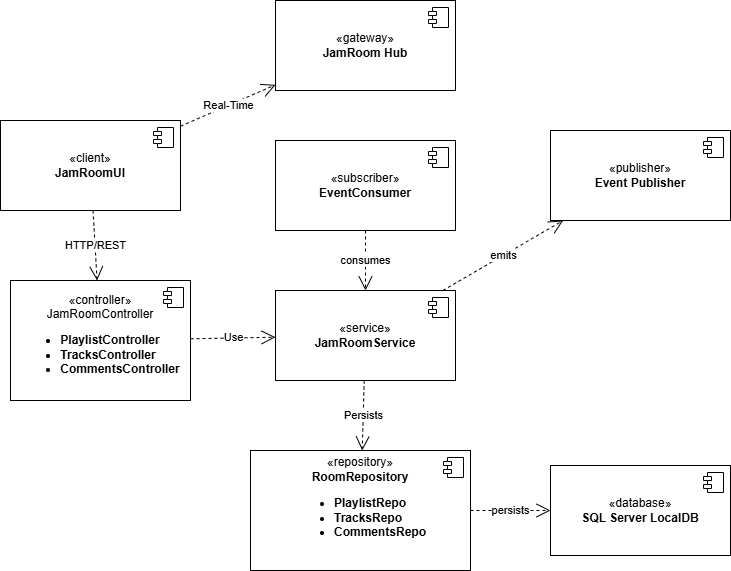 «gateway»
JamRoom Hub
Real-Time
«client»
JamRoomUI
«subscriber»
EventConsumer
«publisher»
Event Publisher
HTTP/REST
consumes
emits
«controller»
JamRoomController
• PlaylistController
• TracksController
• CommentsController
Use
«service»
JamRoomService
Persists
«repository»
RoomRepository
• PlaylistRepo
• TracksRepo
• CommentsRepo
persists
«database»
SQL Server LocalDB